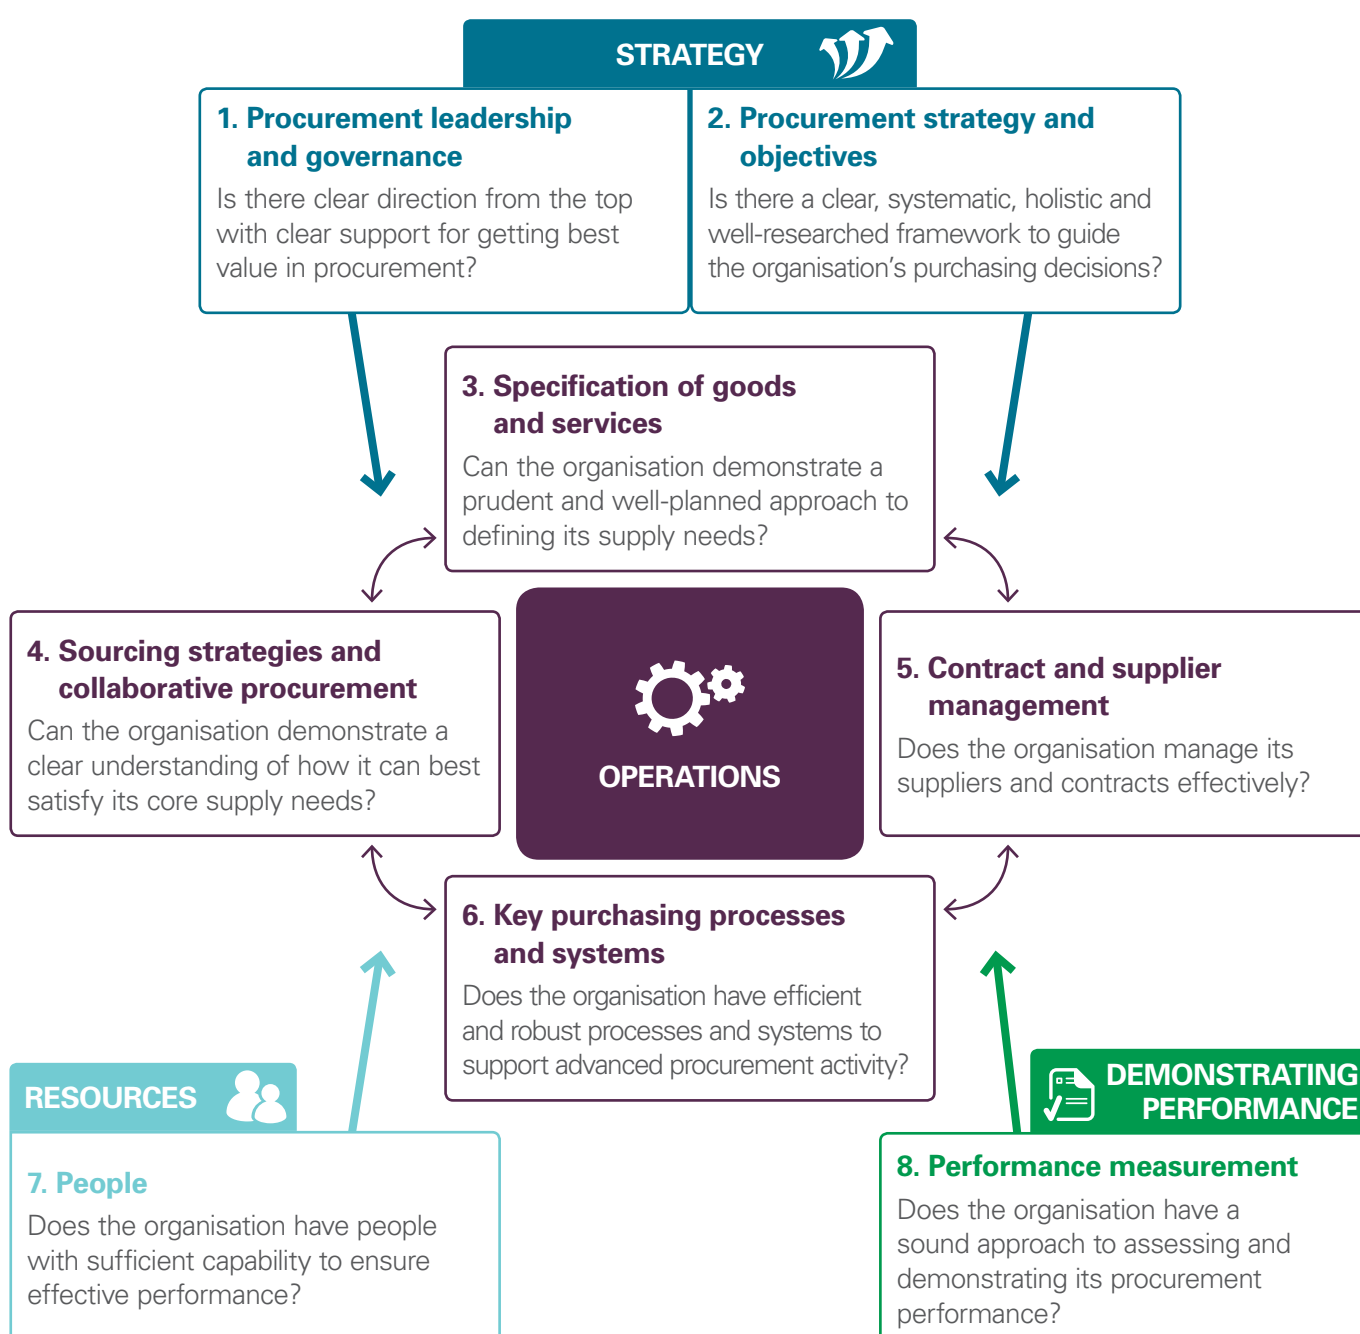 STRATEGY
1. Procurement leadership
and governance
Is there clear direction from the top
with clear support for getting best
value in procurement?
2. Procurement strategy and
objectives
Is there a clear, systematic, holistic and
well-researched framework to guide
the organisation’s purchasing decisions?
3. Specification of goods
and services
Can the organisation demonstrate a
prudent and well-planned approach to
defining its supply needs?
4. Sourcing strategies and
collaborative procurement
Can the organisation demonstrate a
clear understanding of how it can best
satisfy its core supply needs?
OPERATIONS
5. Contract and supplier
management
Does the organisation manage its
suppliers and contracts effectively?
6. Key purchasing processes
and systems
Does the organisation have efficient
and robust processes and systems to
support advanced procurement activity?
RESOURCES
7. People
Does the organisation have people
with sufficient capability to ensure
effective performance?
DEMONSTRATING
PERFORMANCE
8. Performance measurement
Does the organisation have a
sound approach to assessing and
demonstrating its procurement
performance?